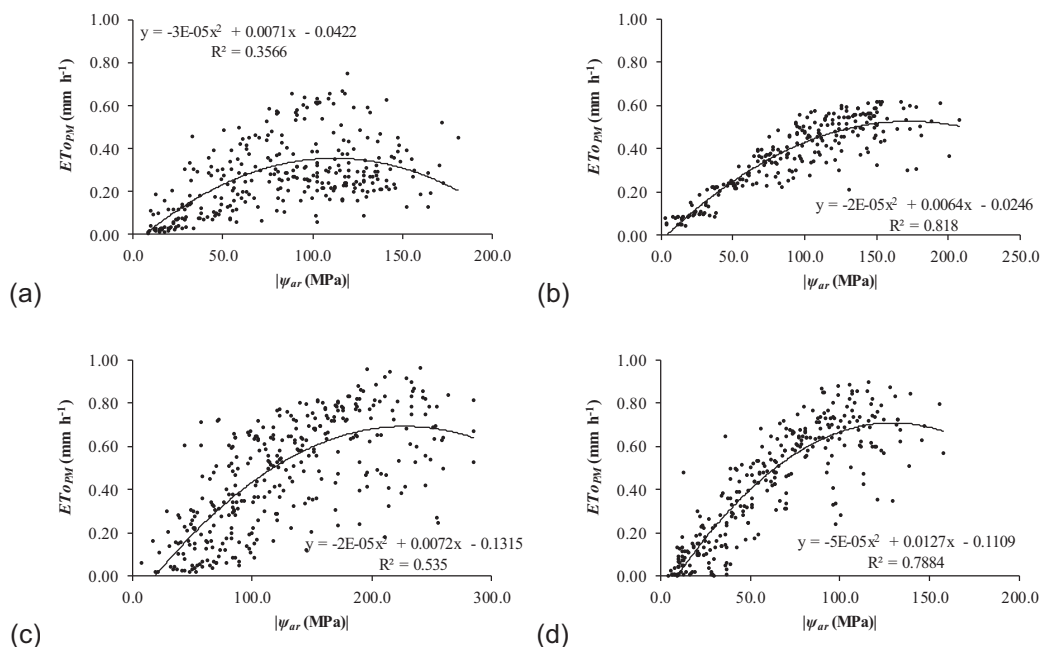 y = -3E-05x² + 0.0071x - 0.0422
R² = 0.3566
1.00
0.80
0.60
0.40
0.20
0.00
ETo_PM (mm h⁻¹)
0.0 50.0 100.0 150.0 200.0
|ψ_ar (MPa)|
(a)
1.00
0.80
0.60
0.40
0.20
0.00
ETo_PM (mm h⁻¹)
y = -2E-05x² + 0.0064x - 0.0246
R² = 0.818
0.0 50.0 100.0 150.0 200.0 250.0
|ψ_ar (MPa)|
(b)
1.00
0.80
0.60
0.40
0.20
0.00
ETo_PM (mm h⁻¹)
y = -2E-05x² + 0.0072x - 0.1315
R² = 0.535
0.0 100.0 200.0 300.0
|ψ_ar (MPa)|
(c)
1.00
0.80
0.60
0.40
0.20
0.00
ETo_PM (mm h⁻¹)
y = -5E-05x² + 0.0127x - 0.1109
R² = 0.7884
0.0 50.0 100.0 150.0 200.0
|ψ_ar (MPa)|
(d)